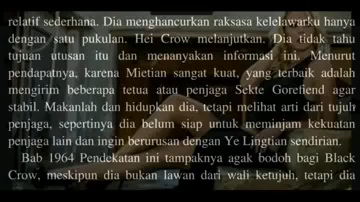 relatif sederhana. Dia menghancurkan raksasa kelelawarku hanya
dengan satu pukulan. Hei Crow melanjutkan. Dia tidak tahu
tujuan utusan itu dan menanyakan informasi ini. Menurut
pendapatnya, karena Mietian sangat kuat, yang terbaik adalah
mengirim beberapa tetua atau penjaga Sekte Gorefiend agar
stabil. Makanlah dan hidupkan dia, tetapi melihat arti dari tujuh
penjaga, sepertinya dia belum siap untuk meminjam kekuatan
penjaga lain dan ingin berurusan dengan Ye Lingtian sendirian.
Bab 1964 Pendekatan ini tampaknya agak bodoh bagi Black
Crow, meskipun dia bukan lawan dari wali ketujuh, tetapi dia